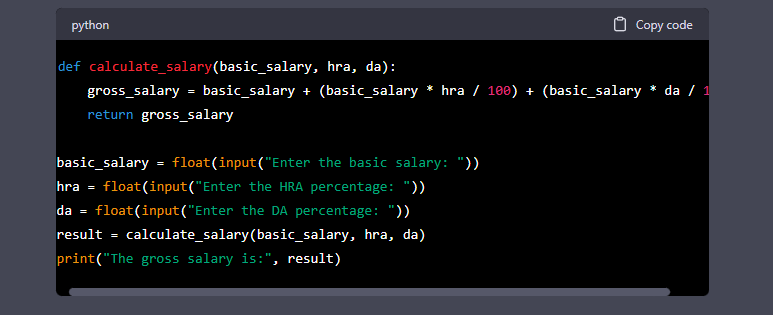 python
Copy code
def calculate_salary(basic_salary, hra, da):
    gross_salary = basic_salary + (basic_salary * hra / 100) + (basic_salary * da / 1
    return gross_salary
basic_salary = float(input("Enter the basic salary: "))
hra = float(input("Enter the HRA percentage: "))
da = float(input("Enter the DA percentage: "))
result = calculate_salary(basic_salary, hra, da)
print("The gross salary is:", result)